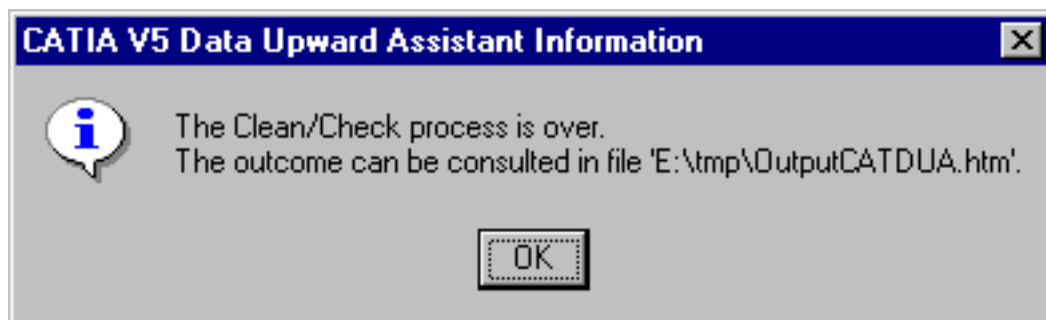 CATIA V5 Data Upward Assistant Information
The Clean/Check process is over.
The outcome can be consulted in file 'E:\tmp\OutputCATDUA.htm'.
OK